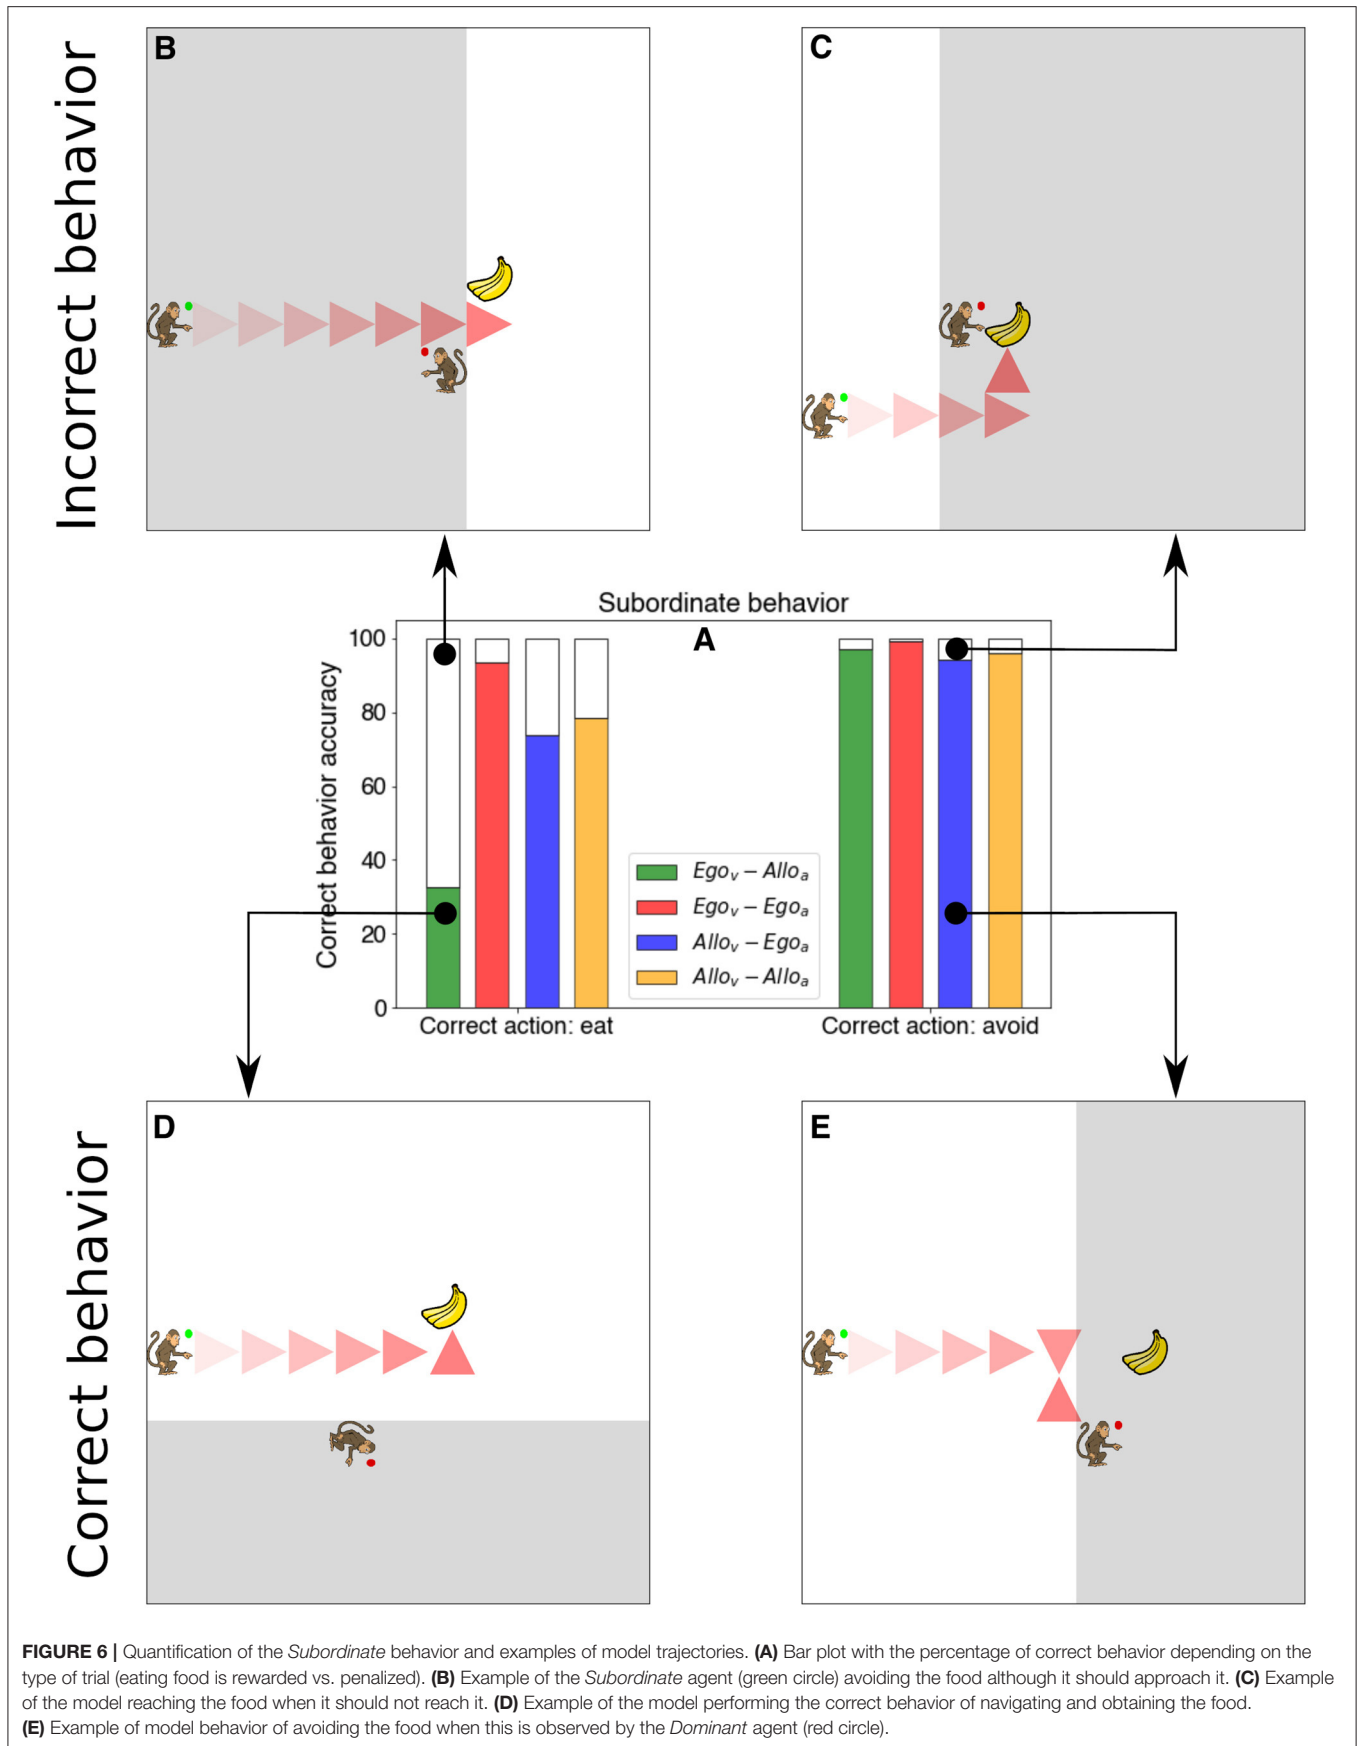 Incorrect behavior
B
C
Subordinate behavior
A
Correct behavior accuracy
100
80
60
40
20
0
Egoᵥ − Alloₐ
Egoᵥ − Egoₐ
Alloᵥ − Egoₐ
Alloᵥ − Alloₐ
Correct action: eat
Correct action: avoid
Correct behavior
D
E
FIGURE 6 | Quantification of the Subordinate behavior and examples of model trajectories. (A) Bar plot with the percentage of correct behavior depending on the
type of trial (eating food is rewarded vs. penalized). (B) Example of the Subordinate agent (green circle) avoiding the food although it should approach it. (C) Example
of the model reaching the food when it should not reach it. (D) Example of the model performing the correct behavior of navigating and obtaining the food.
(E) Example of model behavior of avoiding the food when this is observed by the Dominant agent (red circle).